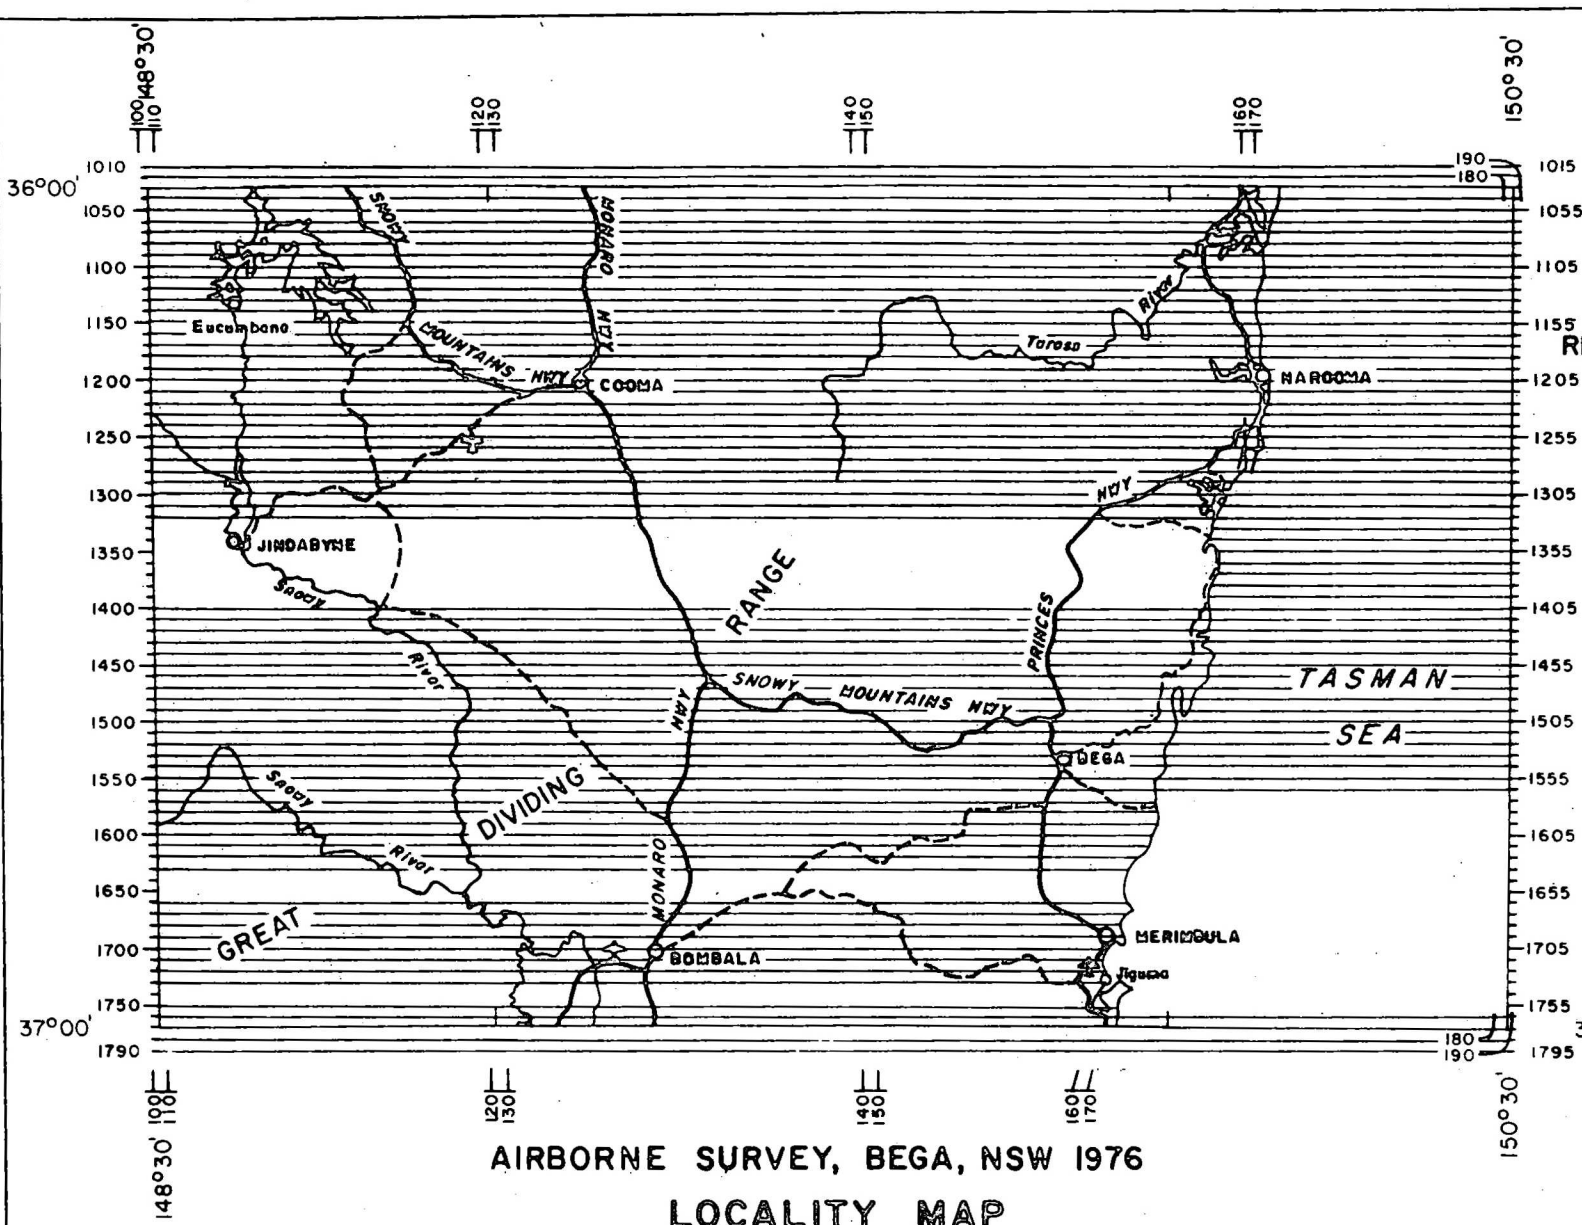 148°30'
150°30'
100
110
120
130
140
150
160
170
190
180
36°00'
1010
1015
1050
1055
1100
1105
1150
1155
1200
1205
1250
1255
1300
1305
1350
1355
1400
1405
1450
1455
1500
1505
1550
1555
1600
1605
1650
1655
1700
1705
1750
1755
37°00'
1790
1795
SNOWY
MONARO
HWY
Eucumbene
MOUNTAINS HWY
COOMA
River
Tuross
NAROOMA
HWY
JINDABYNE
Snowy
River
RANGE
PRINCES
SNOWY MOUNTAINS HWY
HWY
TASMAN
SEA
BEGA
Snowy
River
DIVIDING
MONARO
GREAT
BOMBALA
MERIMBULA
180
190
100
110
120
130
140
150
160
170
148°30'
150°30'
AIRBORNE SURVEY, BEGA, NSW 1976
LOCALITY MAP